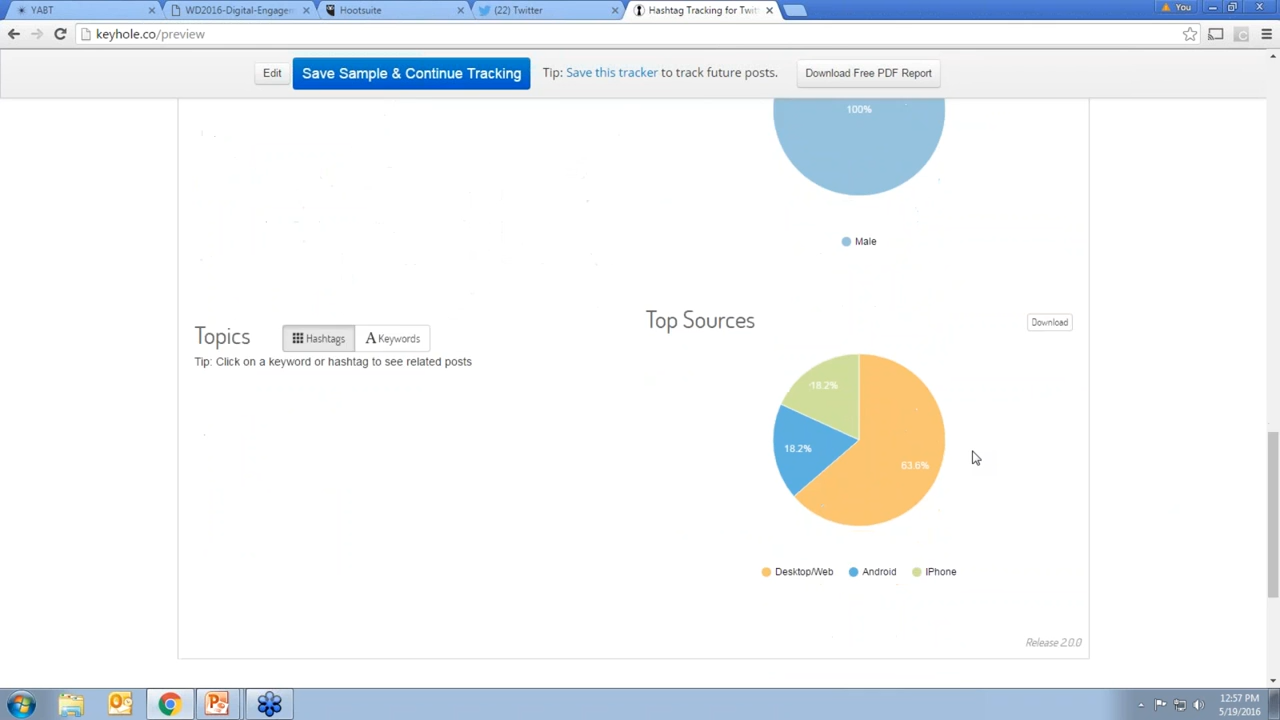 YABT
WD2016-Digital-Engagem
Hootsuite
(22) Twitter
Hashtag Tracking for Twit
You
keyhole.co/preview
Edit
Save Sample & Continue Tracking
Tip: Save this tracker to track future posts.
Download Free PDF Report
100%
Male
Topics
Hashtags
A Keywords
Tip: Click on a keyword or hashtag to see related posts
Top Sources
Download
18.2%
18.2%
63.6%
Desktop/Web
Android
IPhone
Release 2.0.0
12:57 PM
5/19/2016